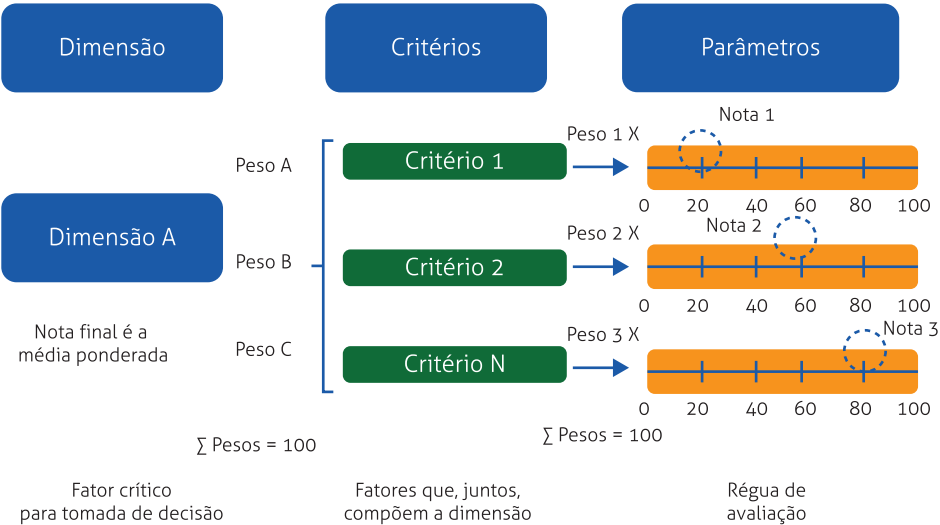 Dimensão
Critérios
Parâmetros
Nota 1
Peso 1 X
Peso A
Critério 1
0 20 40 60 80 100
Nota 2
Peso 2 X
Dimensão A
Peso B
Critério 2
0 20 40 60 80 100
Nota 3
Peso 3 X
Nota final é a
média ponderada
Peso C
Critério N
0 20 40 60 80 100
∑ Pesos = 100
∑ Pesos = 100
Fator crítico
para tomada de decisão
Fatores que, juntos,
compõem a dimensão
Régua de
avaliação